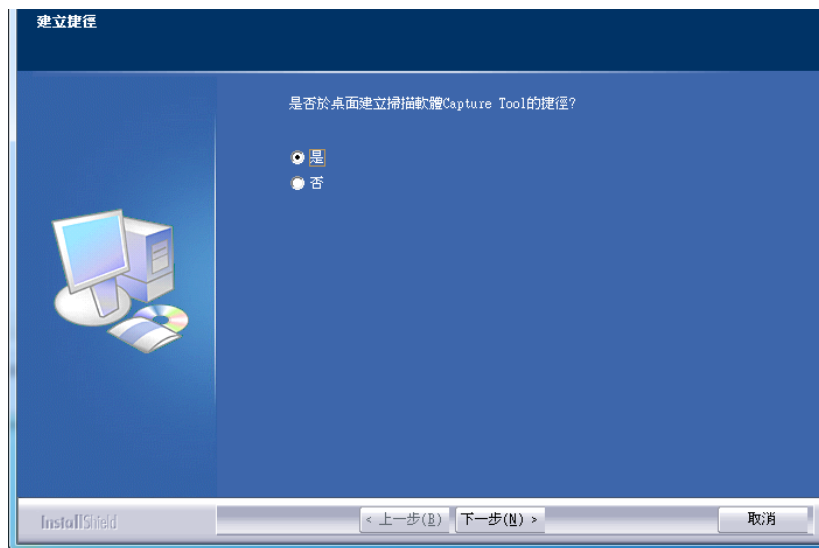 建立捷徑
是否於桌面建立掃描軟體Capture Tool的捷徑?
是
否
InstallShield
< 上一步(B)
下一步(N) >
取消